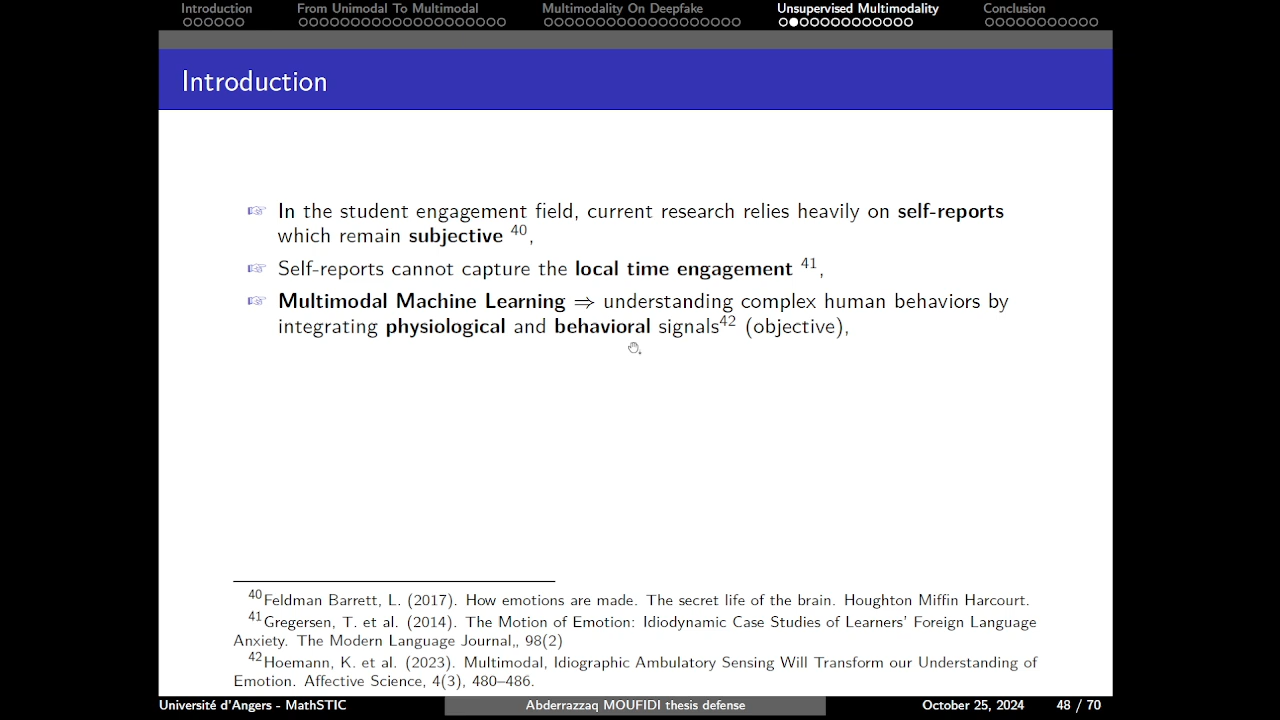 Introduction From Unimodal To Multimodal Multimodality On Deepfake Unsupervised Multimodality Conclusion
Introduction
In the student engagement field, current research relies heavily on self-reports
which remain subjective 40,
Self-reports cannot capture the local time engagement 41,
Multimodal Machine Learning ⇒ understanding complex human behaviors by
integrating physiological and behavioral signals42 (objective),
40Feldman Barrett, L. (2017). How emotions are made. The secret life of the brain. Houghton Miffin Harcourt.
41Gregersen, T. et al. (2014). The Motion of Emotion: Idiodynamic Case Studies of Learners' Foreign Language
Anxiety. The Modern Language Journal,, 98(2)
42Hoemann, K. et al. (2023). Multimodal, Idiographic Ambulatory Sensing Will Transform our Understanding of
Emotion. Affective Science, 4(3), 480–486.
Université d'Angers - MathSTIC Abderrazzaq MOUFIDI thesis defense October 25, 2024 48 / 70